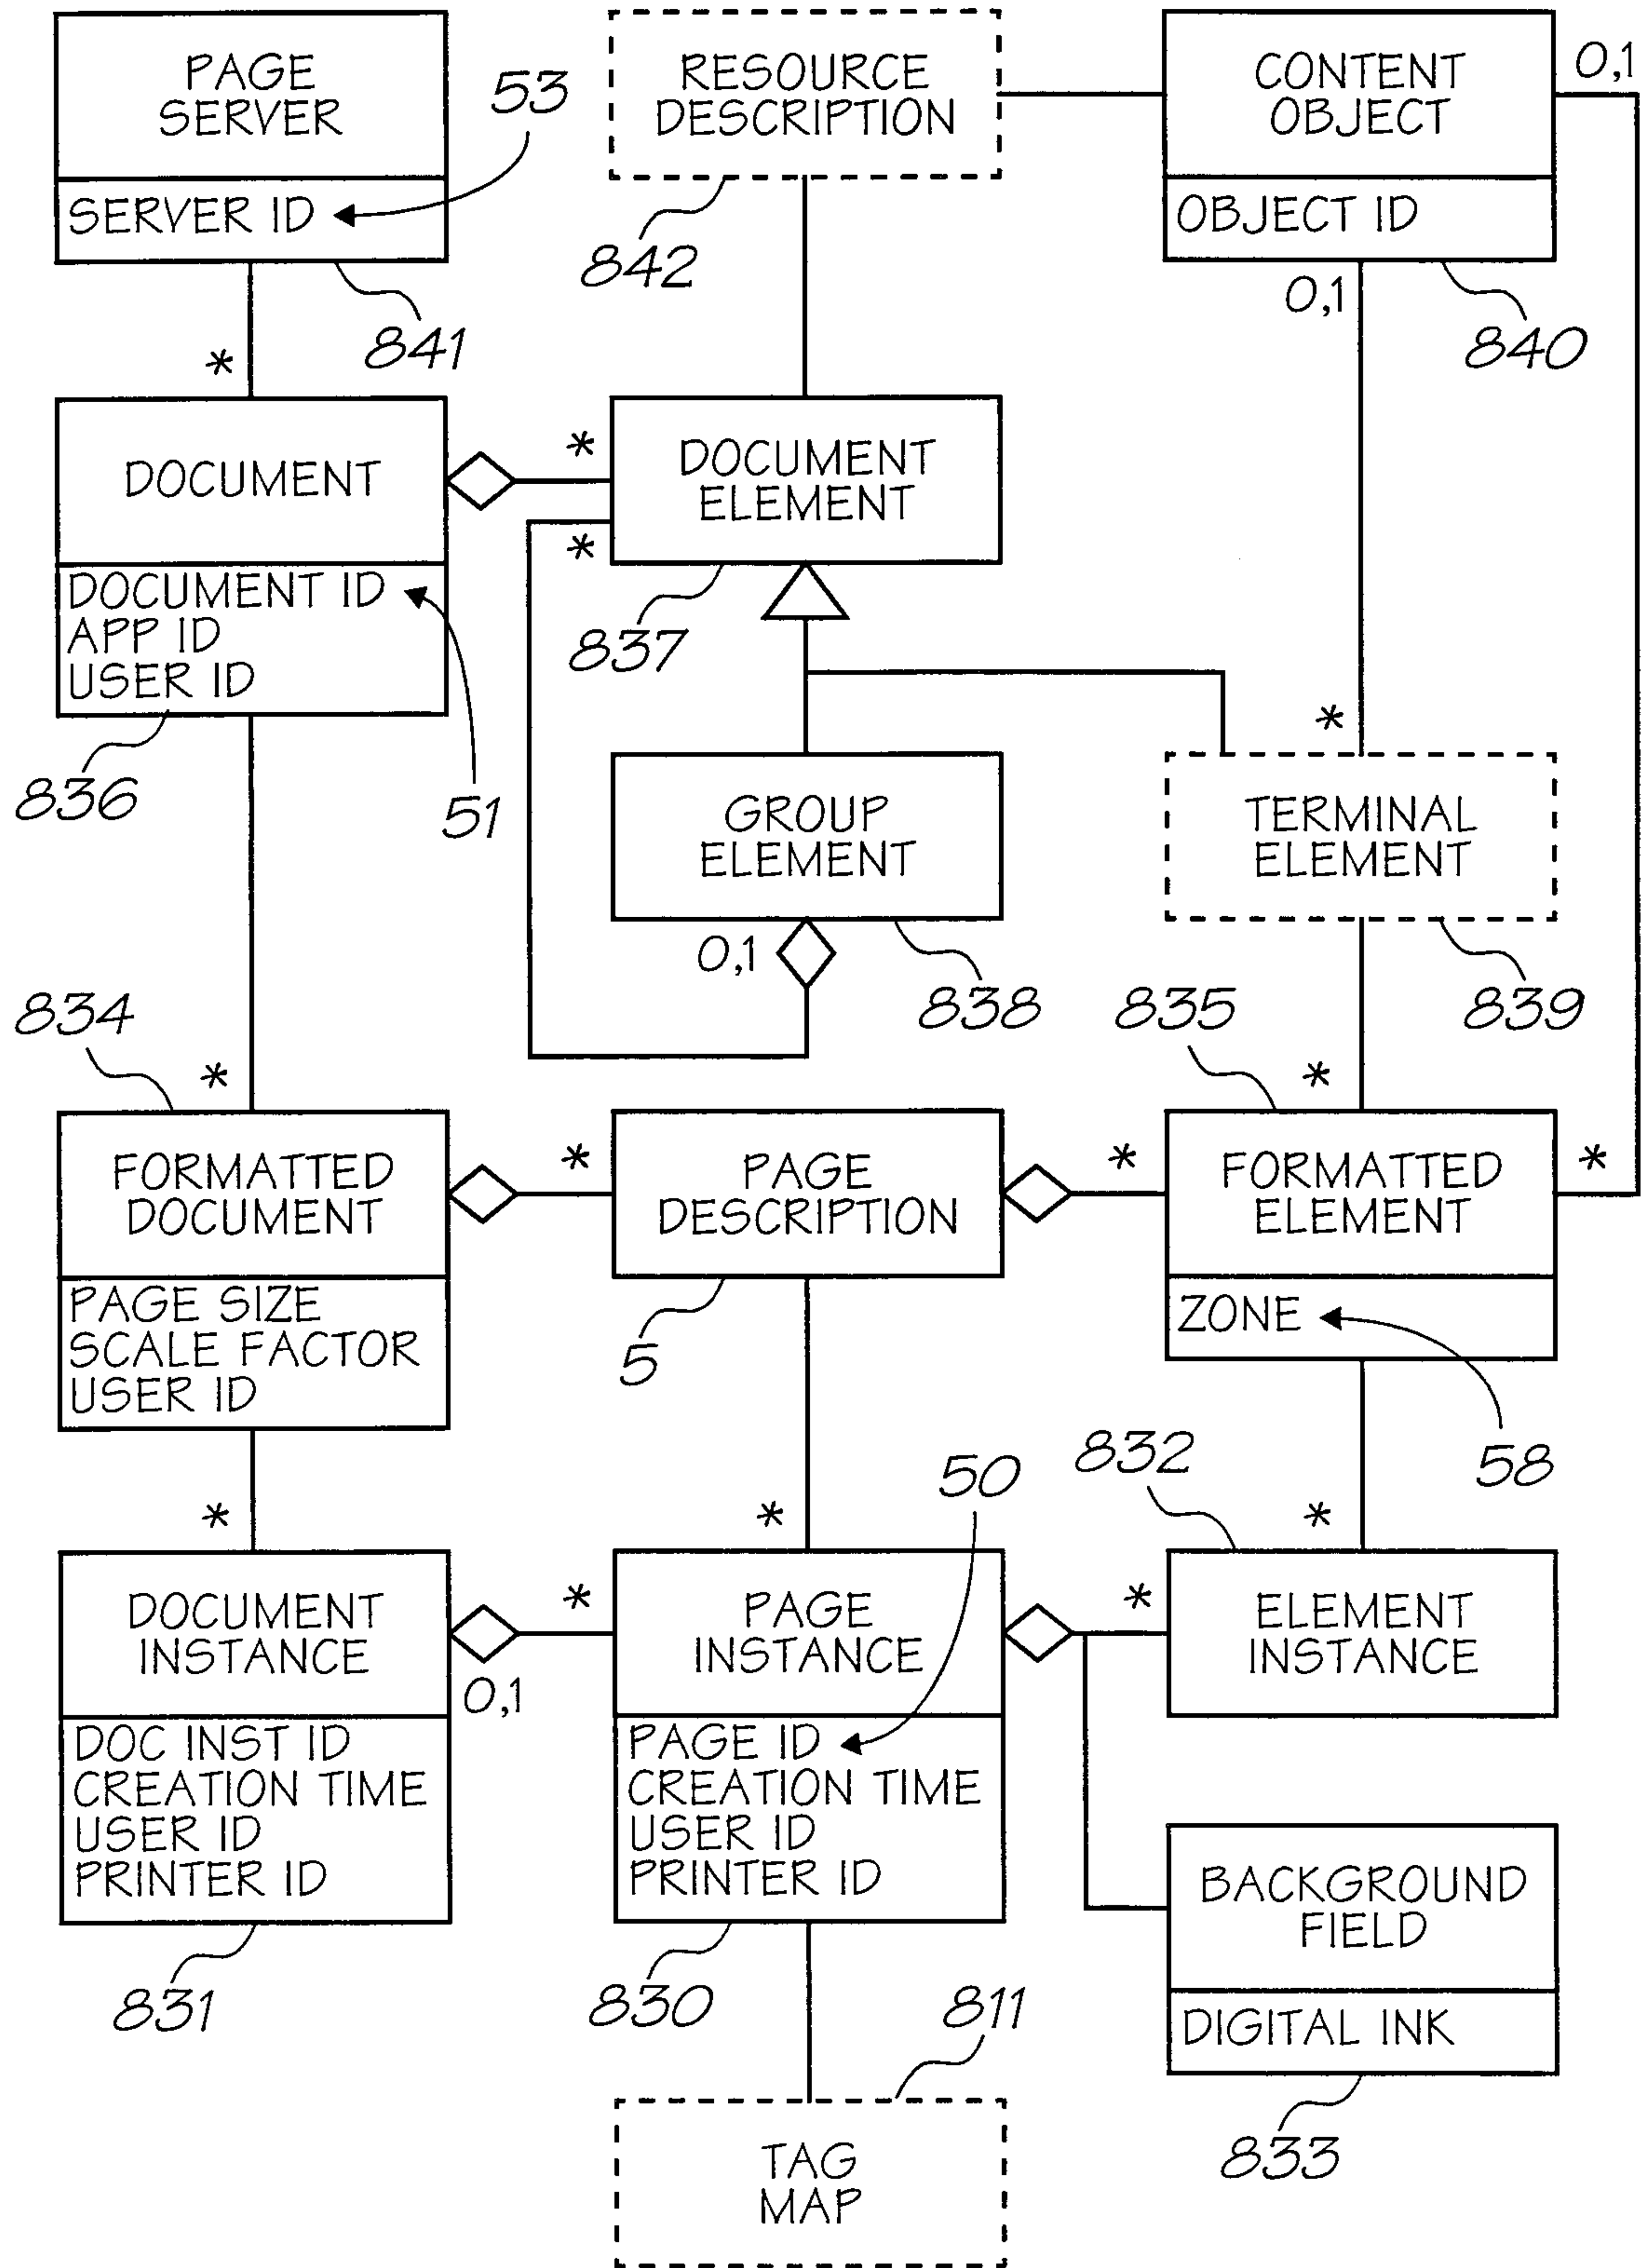 PAGE
SERVER
SERVER ID
53
841
*
RESOURCE
DESCRIPTION
842
CONTENT
OBJECT
OBJECT ID
0,1
0,1
840
DOCUMENT
DOCUMENT ID
APP ID
USER ID
836
51
*
*
DOCUMENT
ELEMENT
837
GROUP
ELEMENT
0,1
838
*
TERMINAL
ELEMENT
839
834
*
FORMATTED
DOCUMENT
PAGE SIZE
SCALE FACTOR
USER ID
*
PAGE
DESCRIPTION
5
*
835
*
FORMATTED
ELEMENT
*
ZONE
58
*
DOCUMENT
INSTANCE
0,1
DOC INST ID
CREATION TIME
USER ID
PRINTER ID
831
*
*
50
PAGE
INSTANCE
PAGE ID
CREATION TIME
USER ID
PRINTER ID
830
*
832
*
ELEMENT
INSTANCE
BACKGROUND
FIELD
DIGITAL INK
833
811
TAG
MAP